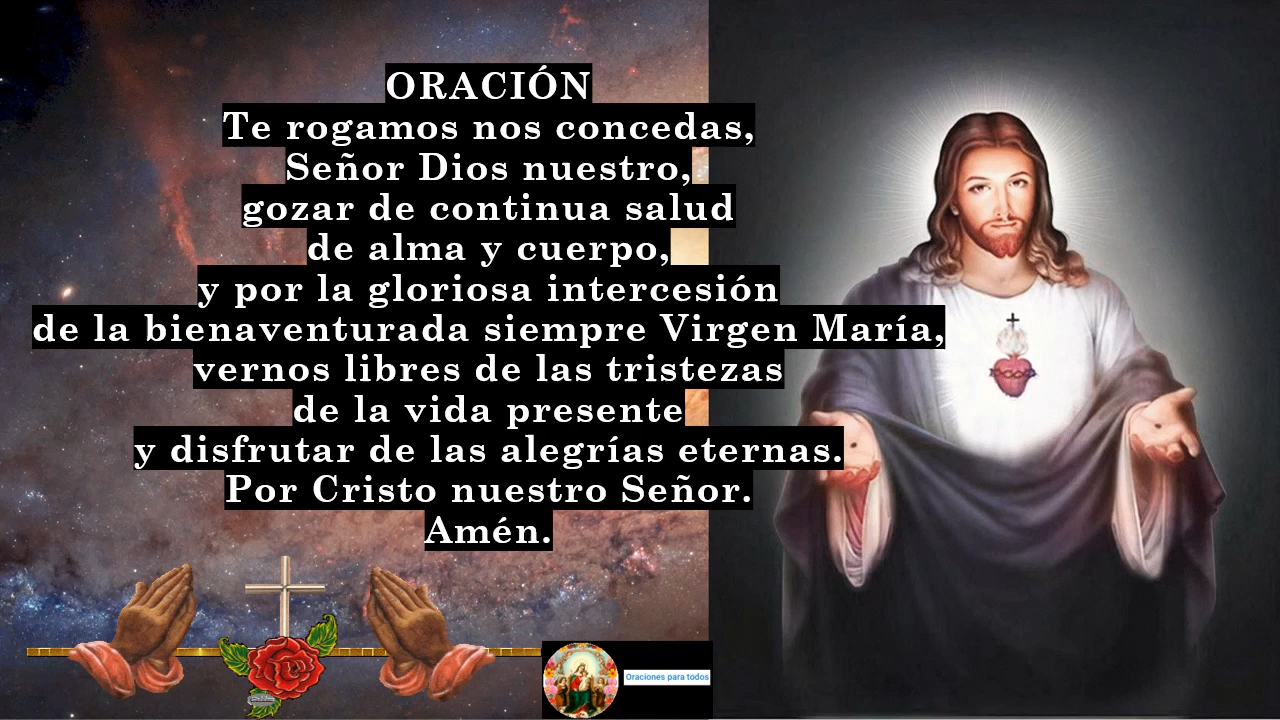 ORACIÓN
Te rogamos nos concedas,
Señor Dios nuestro,
gozar de continua salud
de alma y cuerpo,
y por la gloriosa intercesión
de la bienaventurada siempre Virgen María,
vernos libres de las tristezas
de la vida presente
y disfrutar de las alegrías eternas.
Por Cristo nuestro Señor.
Amén.
Oraciones para todos